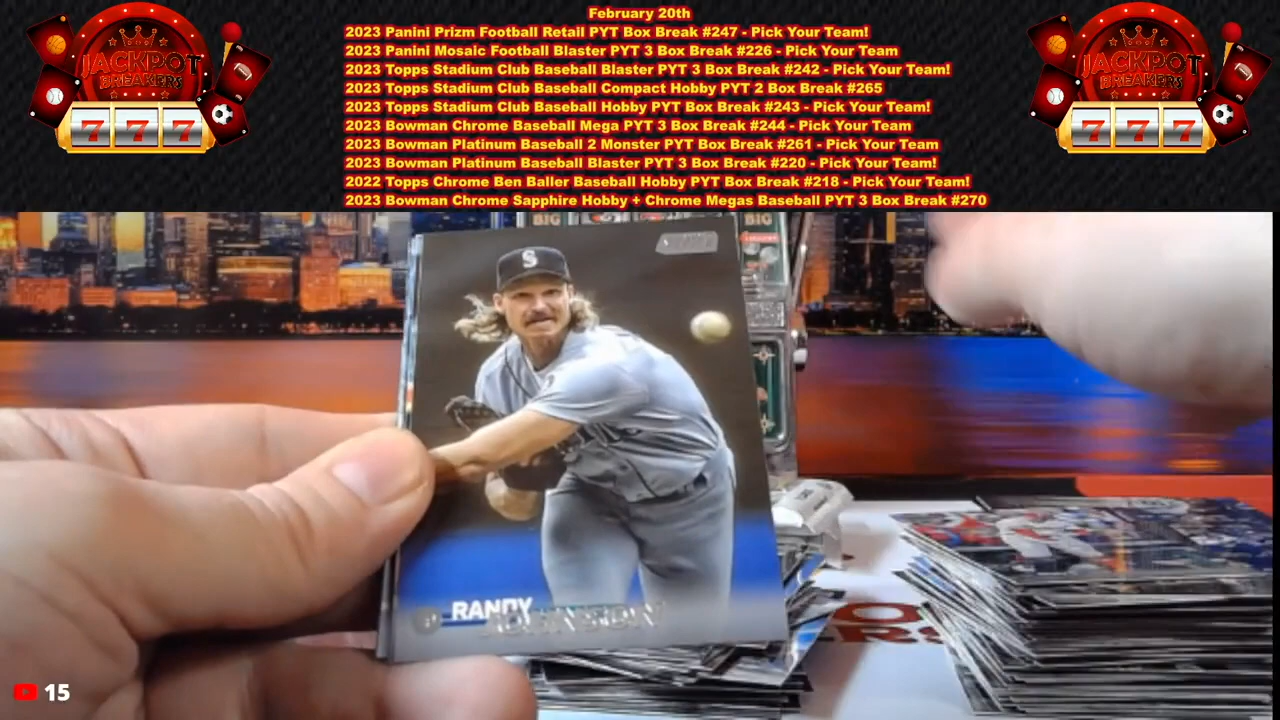 February 20th
2023 Panini Prizm Football Retail PYT Box Break #247 - Pick Your Team!
2023 Panini Mosaic Football Blaster PYT 3 Box Break #226 - Pick Your Team
2023 Topps Stadium Club Baseball Blaster PYT 3 Box Break #242 - Pick Your Team!
2023 Topps Stadium Club Baseball Compact Hobby PYT 2 Box Break #265
2023 Topps Stadium Club Baseball Hobby PYT Box Break #243 - Pick Your Team!
2023 Bowman Chrome Baseball Mega PYT 3 Box Break #244 - Pick Your Team
2023 Bowman Platinum Baseball 2 Monster PYT Box Break #261 - Pick Your Team
2023 Bowman Platinum Baseball Blaster PYT 3 Box Break #220 - Pick Your Team!
2022 Topps Chrome Ben Baller Baseball Hobby PYT Box Break #218 - Pick Your Team!
2023 Bowman Chrome Sapphire Hobby + Chrome Megas Baseball PYT 3 Box Break #270
JACKPOT
BREAKERS
777
JACKPOT
BREAKERS
777
BIG
BIG
S
RANDY
JOHNSON
15